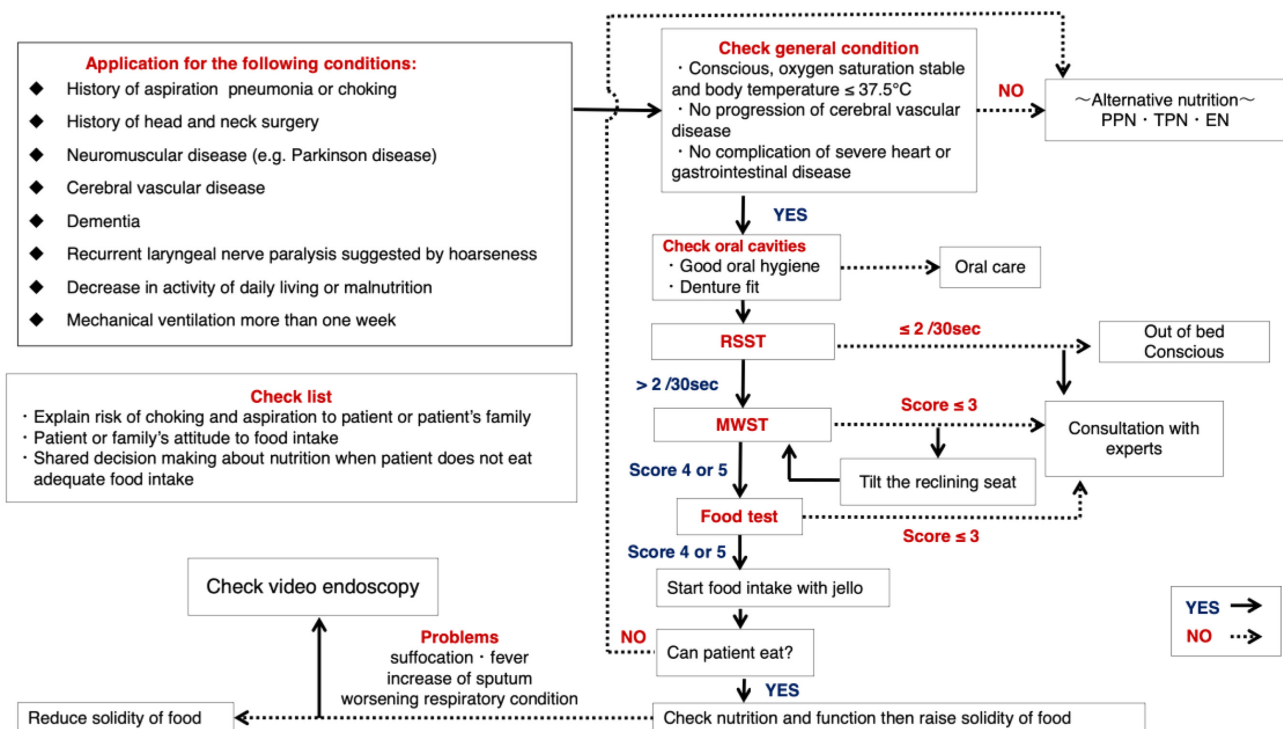 Application for the following conditions:
◆ History of aspiration pneumonia or choking
◆ History of head and neck surgery
◆ Neuromuscular disease (e.g. Parkinson disease)
◆ Cerebral vascular disease
◆ Dementia
◆ Recurrent laryngeal nerve paralysis suggested by hoarseness
◆ Decrease in activity of daily living or malnutrition
◆ Mechanical ventilation more than one week
Check list
・Explain risk of choking and aspiration to patient or patient's family
・Patient or family's attitude to food intake
・Shared decision making about nutrition when patient does not eat
adequate food intake
Check general condition
・Conscious, oxygen saturation stable
and body temperature ≤ 37.5°C
・No progression of cerebral vascular
disease
・No complication of severe heart or
gastrointestinal disease
NO
～Alternative nutrition～
PPN・TPN・EN
YES
Check oral cavities
・Good oral hygiene
・Denture fit
Oral care
RSST
≤ 2 /30sec
Out of bed
Conscious
> 2 /30sec
MWST
Score ≤ 3
Consultation with
experts
Tilt the reclining seat
Score 4 or 5
Food test
Score ≤ 3
Score 4 or 5
Start food intake with jello
Can patient eat?
NO
YES
Check nutrition and function then raise solidity of food
Problems
suffocation・fever
increase of sputum
worsening respiratory condition
Check video endoscopy
Reduce solidity of food
YES
NO